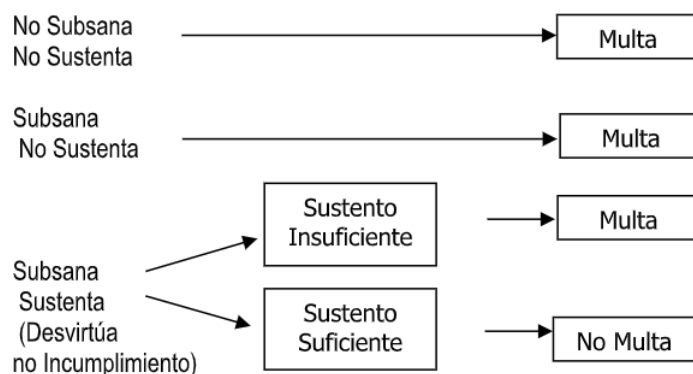 No Subsana
No Sustenta
Multa
Subsana
No Sustenta
Multa
Sustento
Insuficiente
Multa
Subsana
Sustenta
(Desvirtúa
no Incumplimiento)
Sustento
Suficiente
No Multa